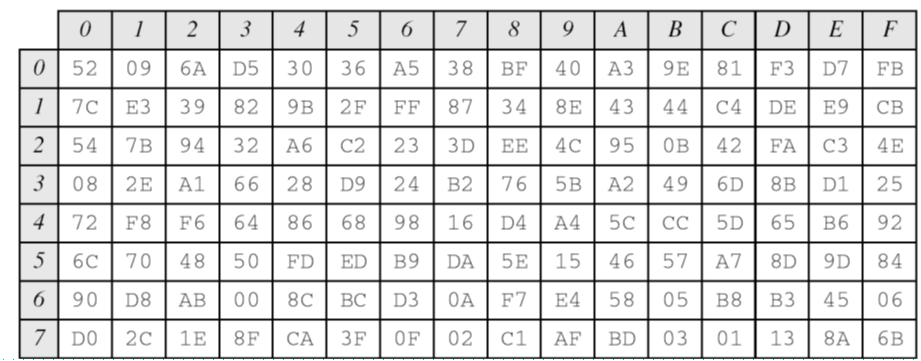 0 1 2 3 4 5 6 7 8 9 A B C D E F
0 52 09 6A D5 30 36 A5 38 BF 40 A3 9E 81 F3 D7 FB
1 7C E3 39 82 9B 2F FF 87 34 8E 43 44 C4 DE E9 CB
2 54 7B 94 32 A6 C2 23 3D EE 4C 95 0B 42 FA C3 4E
3 08 2E A1 66 28 D9 24 B2 76 5B A2 49 6D 8B D1 25
4 72 F8 F6 64 86 68 98 16 D4 A4 5C CC 5D 65 B6 92
5 6C 70 48 50 FD ED B9 DA 5E 15 46 57 A7 8D 9D 84
6 90 D8 AB 00 8C BC D3 0A F7 E4 58 05 B8 B3 45 06
7 D0 2C 1E 8F CA 3F 0F 02 C1 AF BD 03 01 13 8A 6B